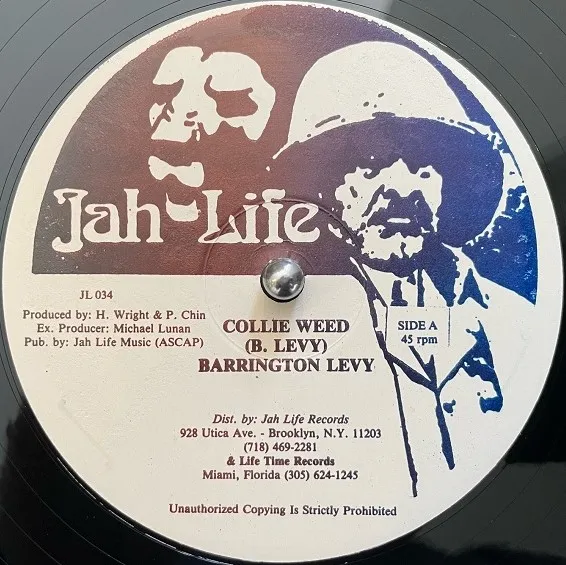 Jah Life
JL 034
Produced by: H. Wright & P. Chin
Ex. Producer: Michael Lunan
Pub. by: Jah Life Music (ASCAP)
COLLIE WEED
(B. LEVY)
BARRINGTON LEVY
SIDE A
45 rpm
Dist. by: Jah Life Records
928 Utica Ave. - Brooklyn, N.Y. 11203
(718) 469-2281
& Life Time Records
Miami, Florida (305) 624-1245
Unauthorized Copying Is Strictly Prohibited